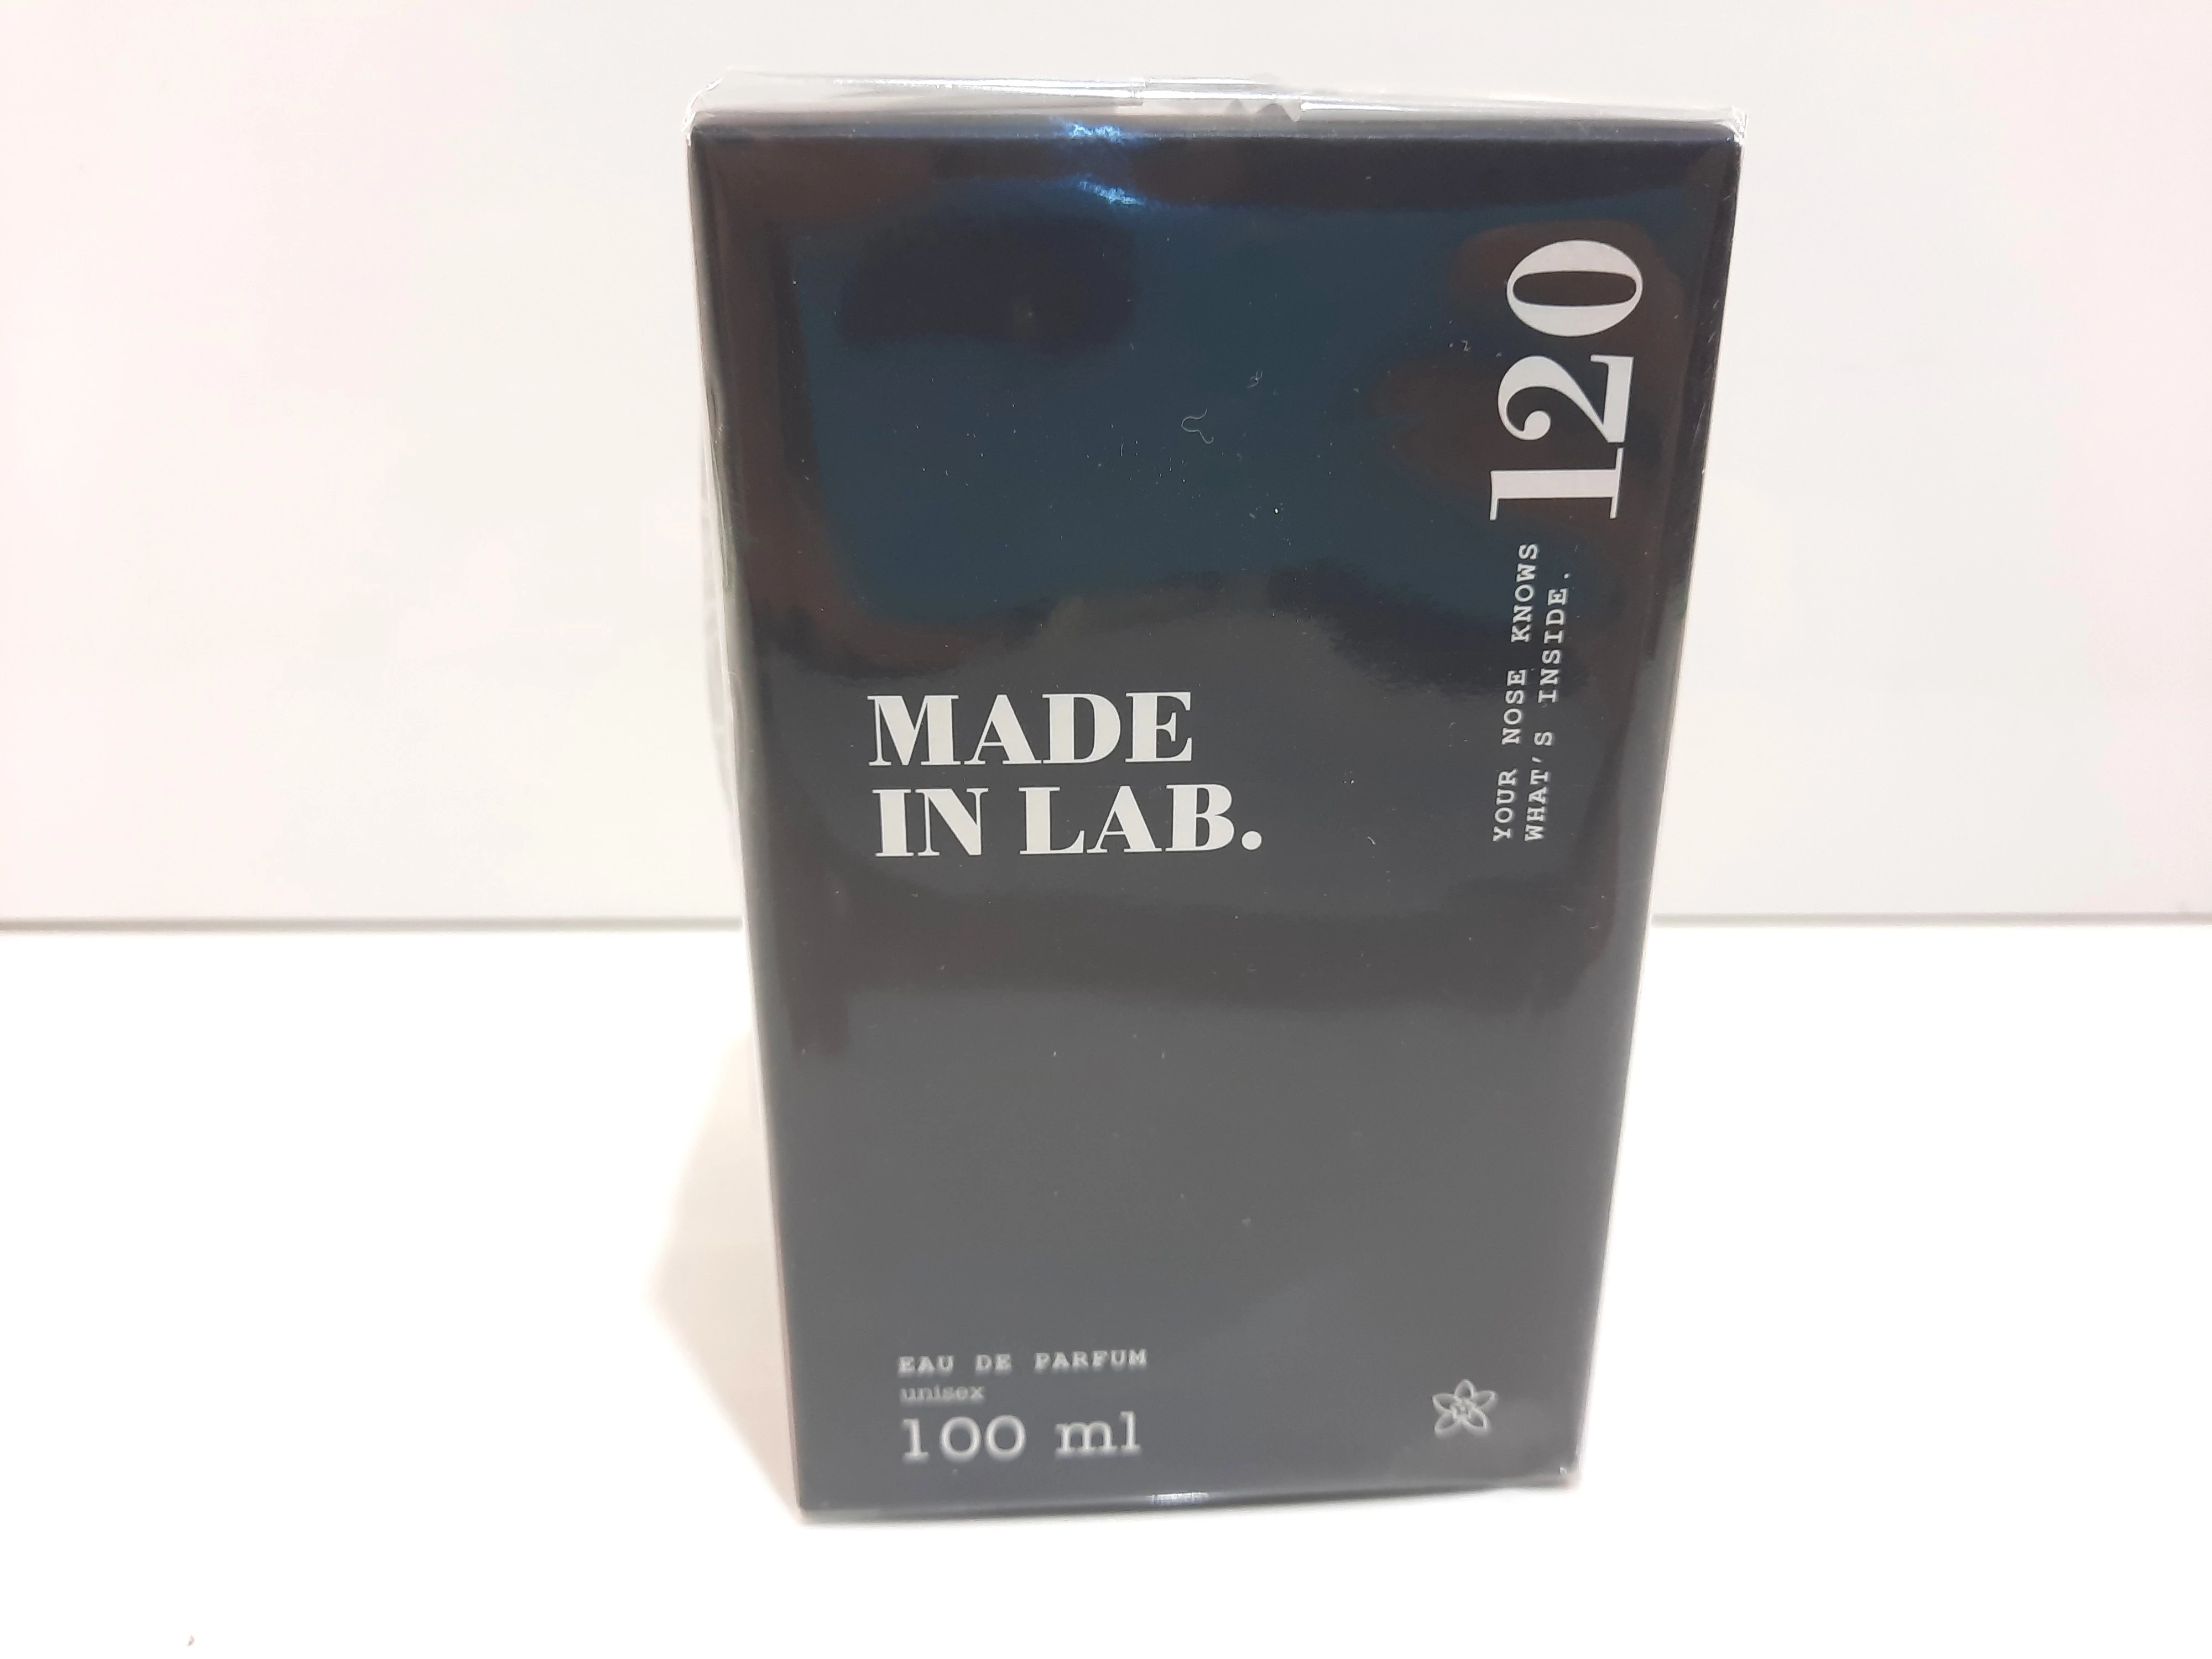 120
YOUR NOSE KNOWS
WHAT'S INSIDE.
MADE
IN LAB.
EAU DE PARFUM
unisex
100 ml